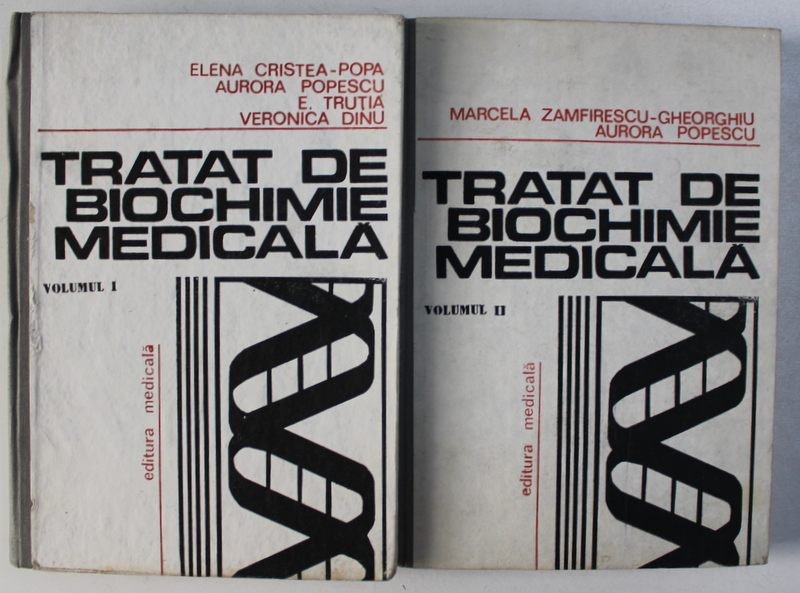 ELENA CRISTEA-POPA
AURORA POPESCU
E. TRUȚIA
VERONICA DINU
TRATAT DE
BIOCHIMIE
MEDICALĂ
VOLUMUL I
editura medicală
MARCELA ZAMFIRESCU-GHEORGHIU
AURORA POPESCU
TRATAT DE
BIOCHIMIE
MEDICALĂ
VOLUMUL II
editura medicală